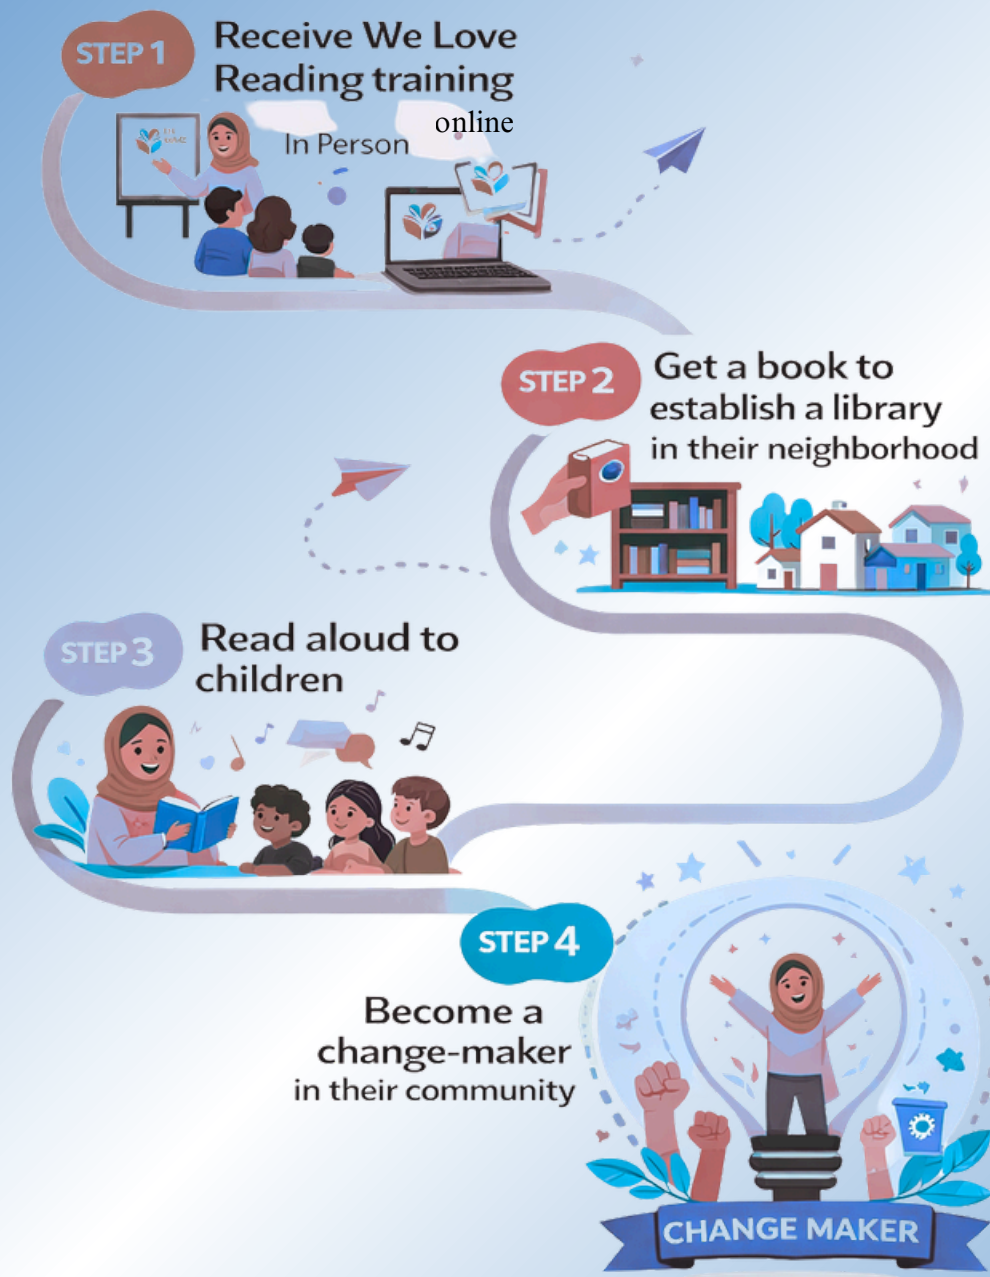 STEP 1
Receive We Love
Reading training
online
In Person
STEP 2
Get a book to
establish a library
in their neighborhood
STEP 3
Read aloud to
children
STEP 4
Become a
change-maker
in their community
CHANGE MAKER